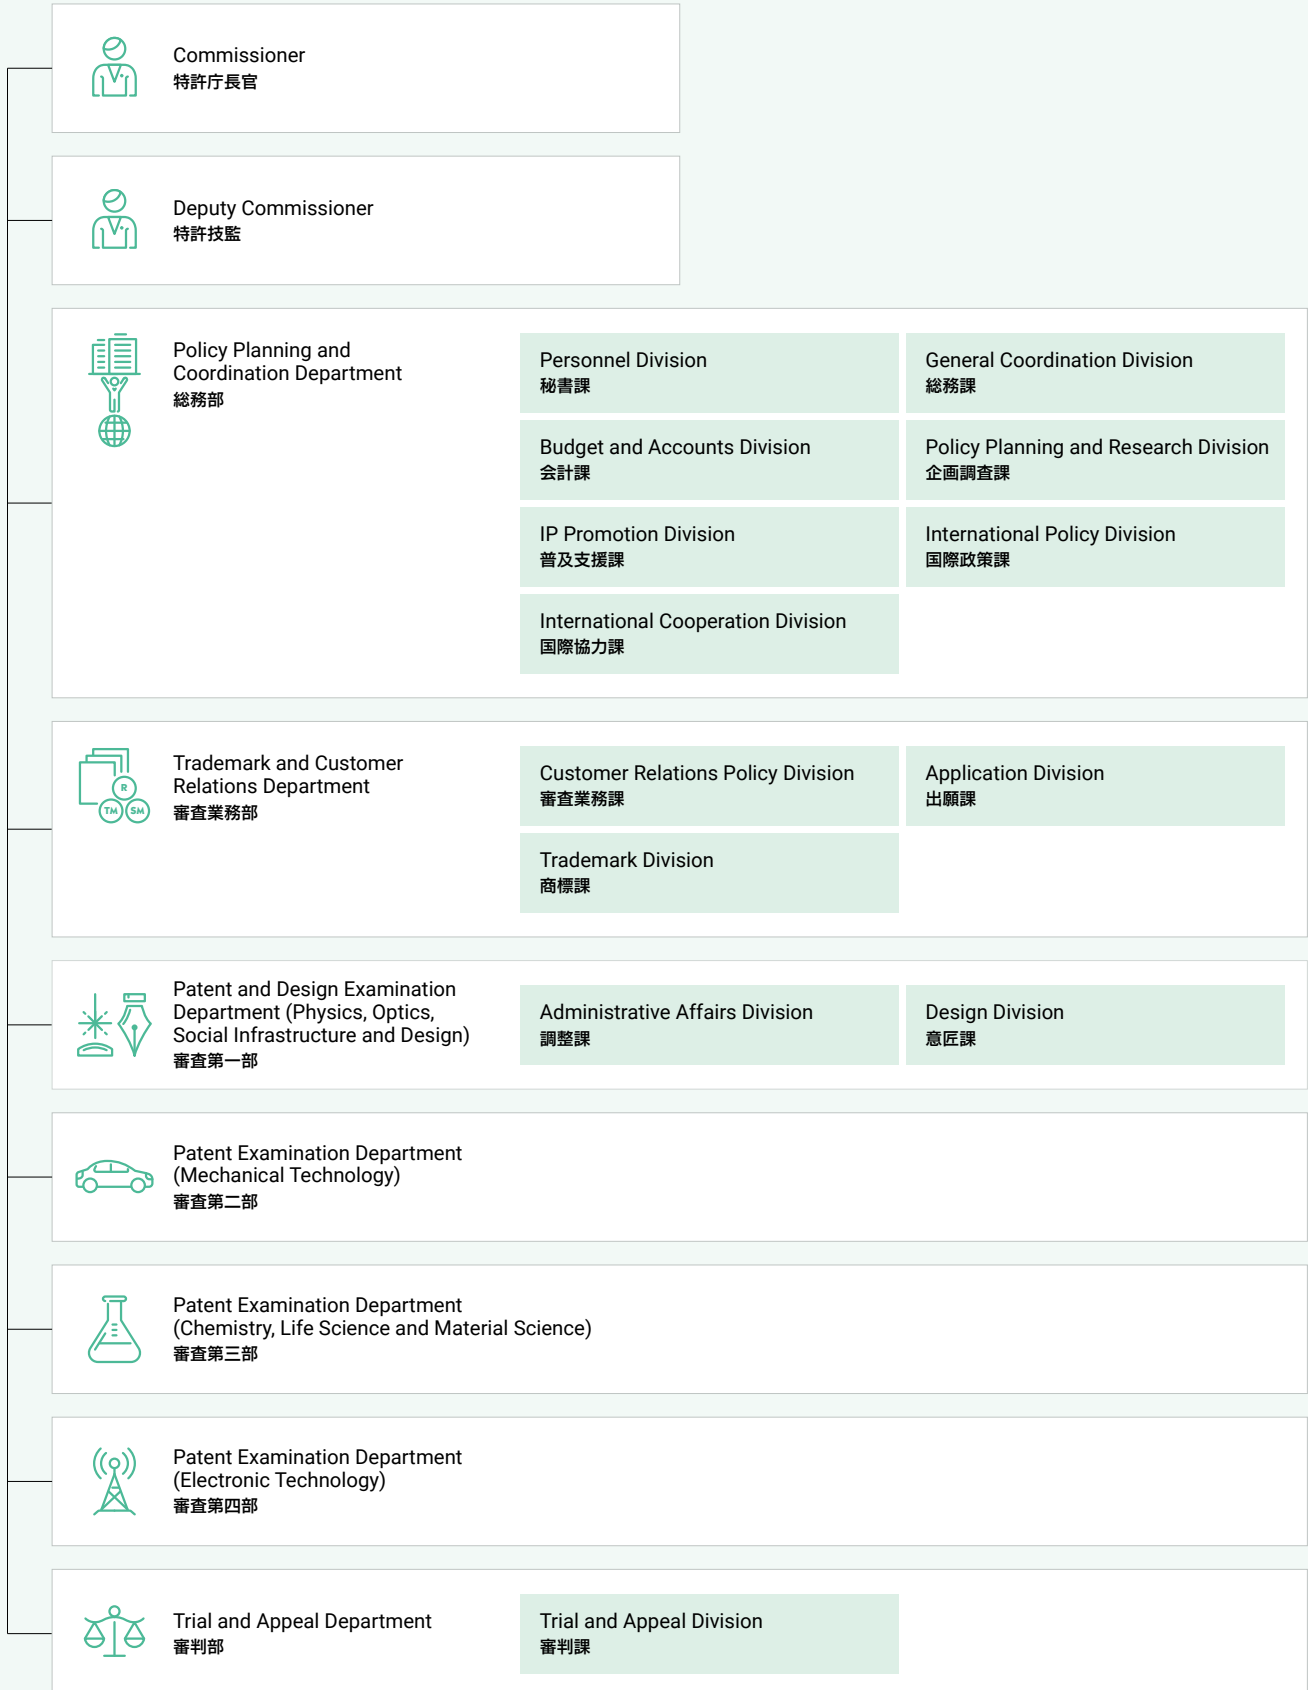 Commissioner
特許庁長官
Deputy Commissioner
特許技監
Policy Planning and
Coordination Department
総務部
Personnel Division
秘書課
General Coordination Division
総務課
Budget and Accounts Division
会計課
Policy Planning and Research Division
企画調査課
IP Promotion Division
普及支援課
International Policy Division
国際政策課
International Cooperation Division
国際協力課
R
TM
SM
Trademark and Customer
Relations Department
審査業務部
Customer Relations Policy Division
審査業務課
Application Division
出願課
Trademark Division
商標課
Patent and Design Examination
Department (Physics, Optics,
Social Infrastructure and Design)
審査第一部
Administrative Affairs Division
調整課
Design Division
意匠課
Patent Examination Department
(Mechanical Technology)
審査第二部
Patent Examination Department
(Chemistry, Life Science and Material Science)
審査第三部
Patent Examination Department
(Electronic Technology)
審査第四部
Trial and Appeal Department
審判部
Trial and Appeal Division
審判課